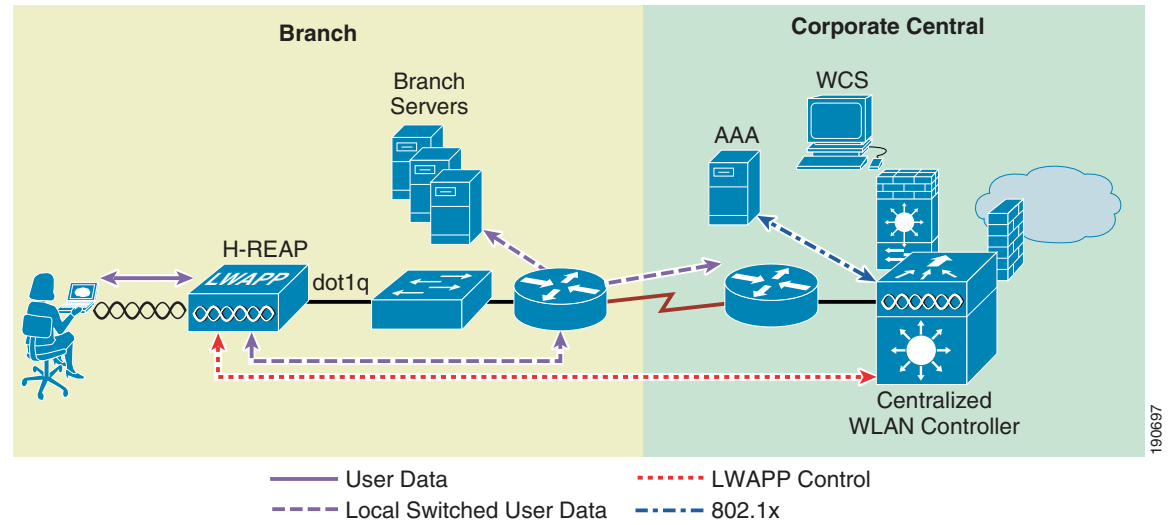 Branch
Corporate Central
Branch
Servers
WCS
AAA
H-REAP
LWAPP
dot1q
Centralized
WLAN Controller
190697
User Data
LWAPP Control
Local Switched User Data
802.1x